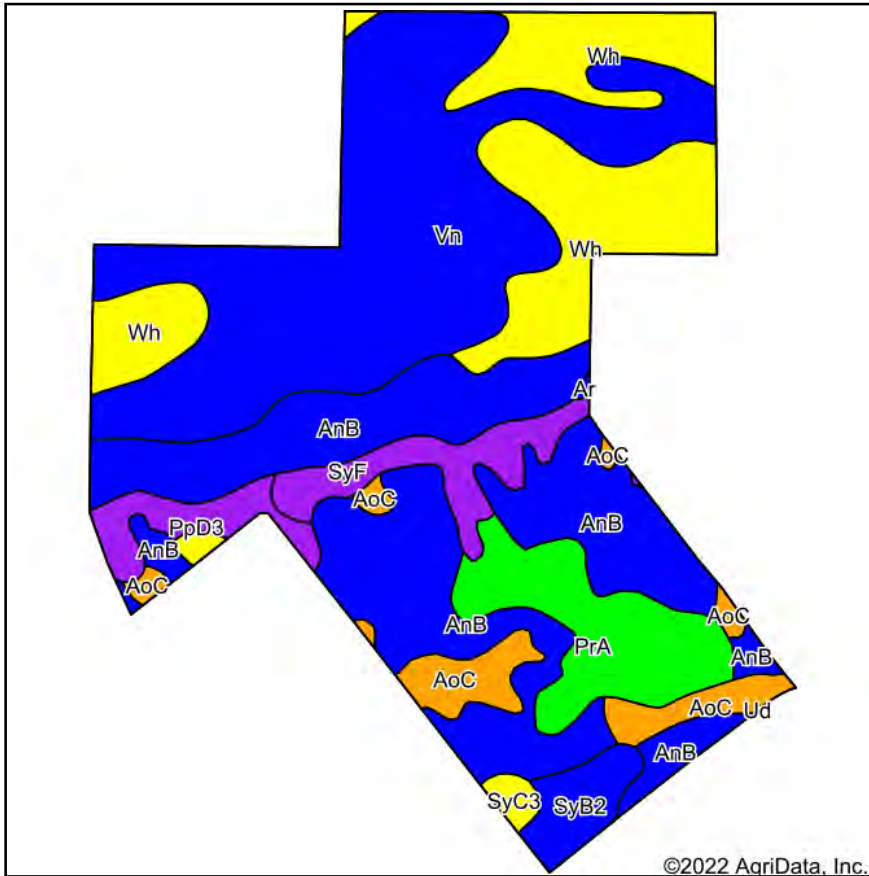 Wh
Vn
Wh
Wh
Ar
AnB
AoC
SyF
AoC
PpD3
AnB
AnB
AoC
AoC
AnB
PrA
AnB
AoC
AoC
Ud
AnB
SyC3
SyB2
©2022 AgriData, Inc.